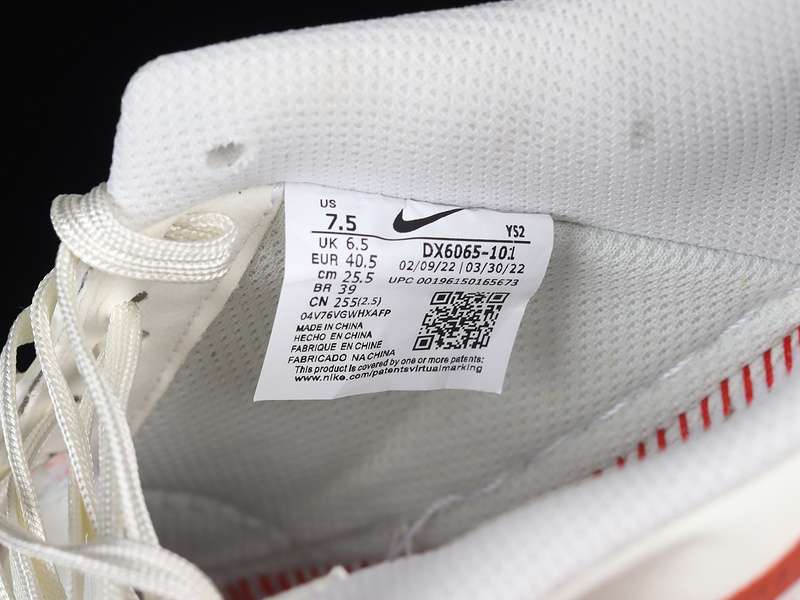 US
7.5
YS2
UK 6.5
DX6065-101
EUR 40.5
02/09/22 | 03/30/22
cm 25.5
UPC 00196150165673
BR 39
CN 255(2.5)
04V76VGWHXAFP
MADE IN CHINA
HECHO EN CHINA
FABRIQUE EN CHINE
FABRICADO NA CHINA
This product is covered by one or more patents:
www.nike.com/patentsvirtualmarking